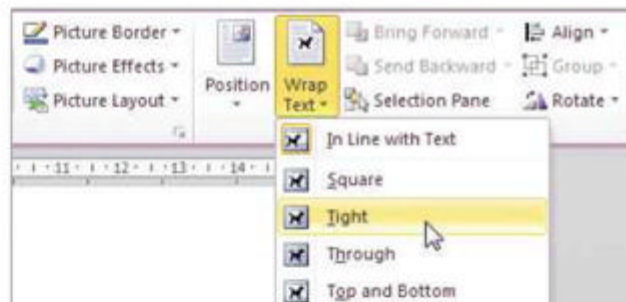 Picture Border
Picture Effects
Picture Layout
Position
Wrap
Text
Bring Forward
Send Backward
Selection Pane
Align
Group
Rotate
11 12 13 14
In Line with Text
Square
Tight
Through
Top and Bottom